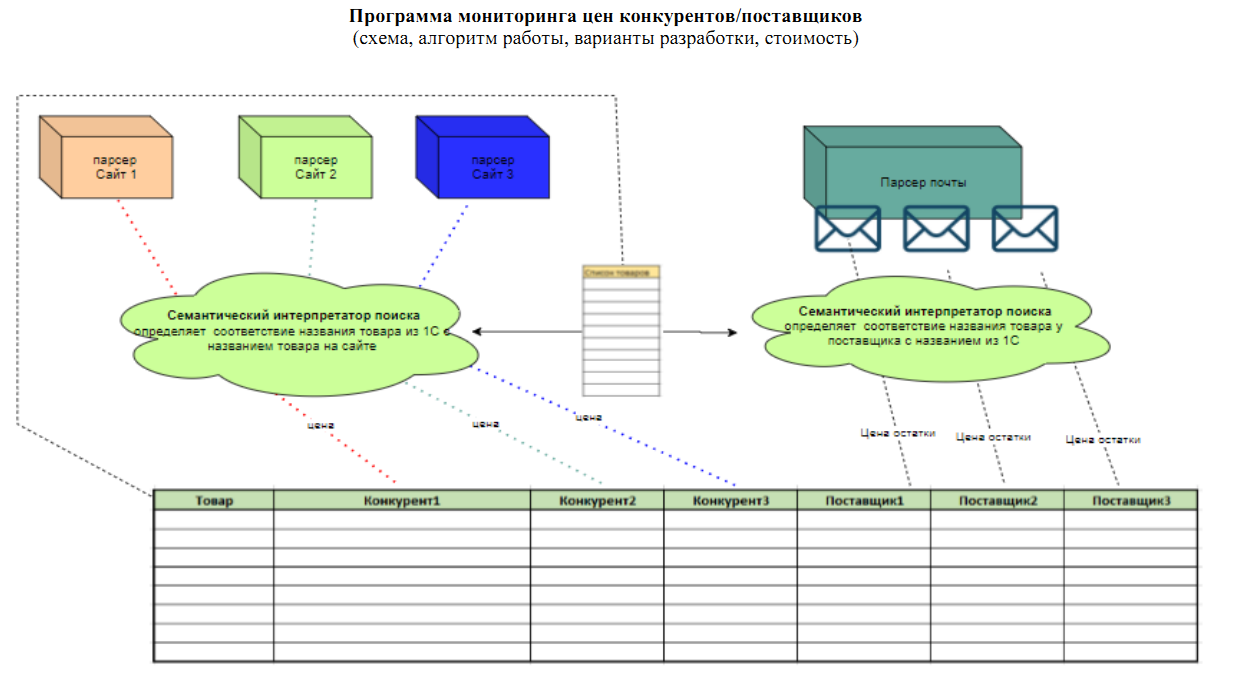 Программа мониторинга цен конкурентов/поставщиков
(схема, алгоритм работы, варианты разработки, стоимость)
парсер
Сайт 1
парсер
Сайт 2
парсер
Сайт 3
Парсер почты
Список товаров
Семантический интерпретатор поиска
определяет соответствие названия товара из 1С с
названием товара на сайте
Семантический интерпретатор поиска
определяет соответствие названия товара у
поставщика с названием из 1С
цена
цена
цена
Цена остатки
Цена остатки
Цена остатки
Товар
Конкурент1
Конкурент2
Конкурент3
Поставщик1
Поставщик2
Поставщик3